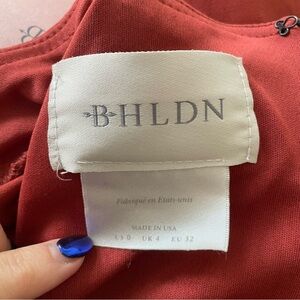 BHLDN
Fabriqué en États-unis
MADE IN USA
US 0 UK 4 EU 32